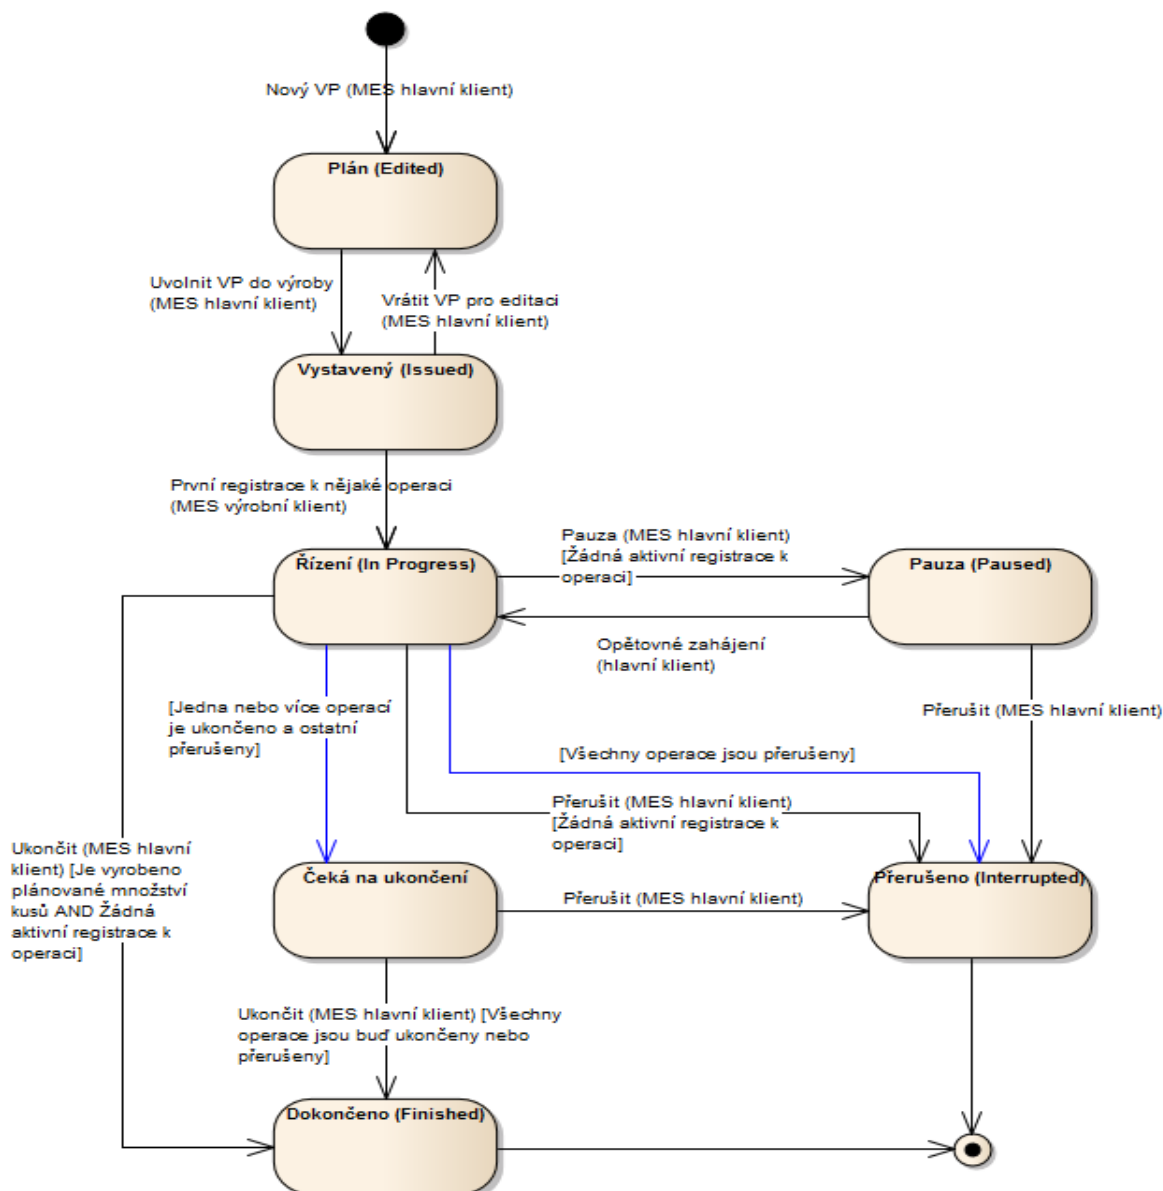 Nový VP (MES hlavní klient)
Plán (Edited)
Uvolnit VP do výroby
(MES hlavní klient)
Vrátit VP pro editaci
(MES hlavní klient)
Vystavený (Issued)
První registrace k nějaké operaci
(MES výrobní klient)
Pauza (MES hlavní klient)
[Žádná aktivní registrace k
operaci]
Řízení (In Progress)
Pauza (Paused)
Opětovné zahájení
(hlavní klient)
[Jedna nebo více operací
je ukončeno a ostatní
přerušeny]
Přerušit (MES hlavní klient)
[Všechny operace jsou přerušeny]
Přerušit (MES hlavní klient)
[Žádná aktivní registrace k
operaci]
Ukončit (MES hlavní
klient) [Je vyrobeno
plánované množství
kusů AND Žádná
aktivní registrace k
operaci]
Čeká na ukončení
Přerušit (MES hlavní klient)
Přerušeno (Interrupted)
Ukončit (MES hlavní klient) [Všechny
operace jsou buď ukončeny nebo
přerušeny]
Dokončeno (Finished)